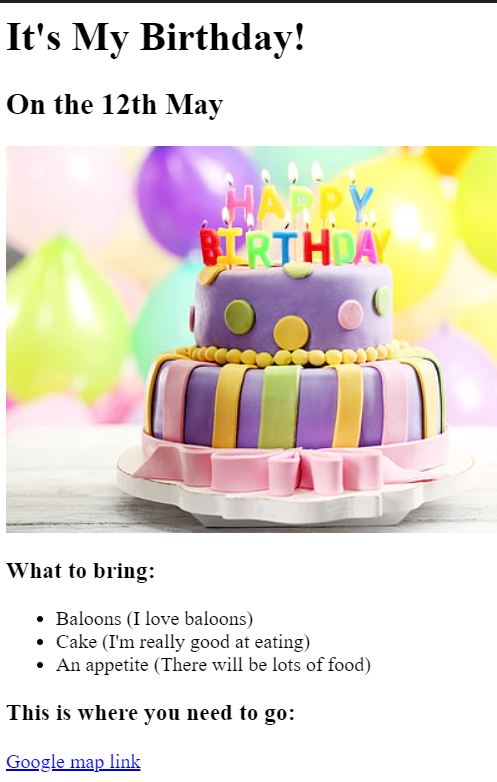 It's My Birthday!
On the 12th May
HAPPY
BIRTHDAY
What to bring:
Baloons (I love baloons)
Cake (I'm really good at eating)
An appetite (There will be lots of food)
This is where you need to go:
Google map link